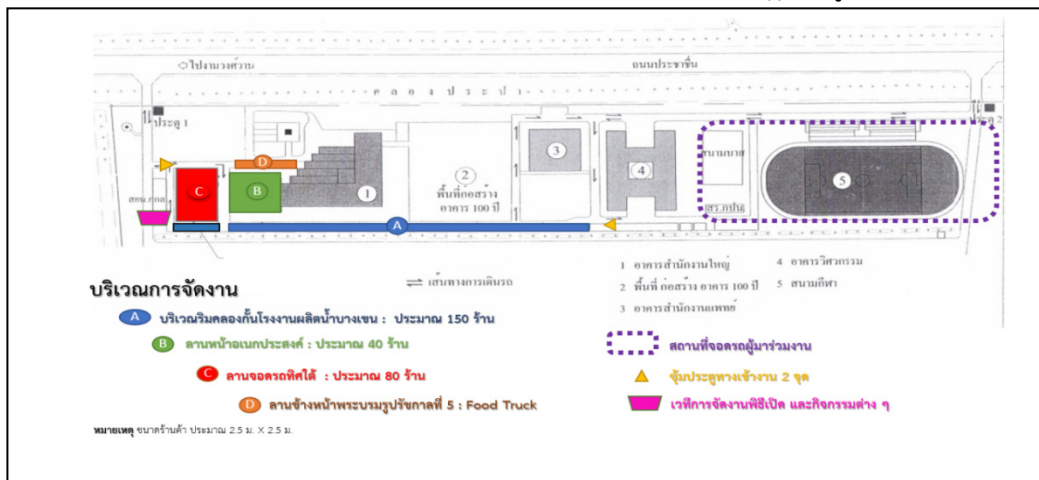 ไปงามวงศ์วาน
ถนนประชาชื่น
ค ล อ ง ป ร ะ ป า
ประตู 1
ประตู 2
D
C
B
1
2
พื้นที่ก่อสร้าง
อาคาร 100 ปี
3
4
สนามบาส
5
A
เส้นทางการเดินรถ
1 อาคารสำนักงานใหญ่
2 พื้นที่ ก่อสร้าง อาคาร 100 ปี
3 อาคารสำนักงานแพทย์
4 อาคารวิศวกรรม
5 สนามกีฬา
บริเวณการจัดงาน
A บริเวณริมคลองกั้นโรงงานผลิตน้ำบางเขน : ประมาณ 150 ร้าน
B ลานหน้าอเนกประสงค์ : ประมาณ 40 ร้าน
C ลานจอดรถทิศใต้ : ประมาณ 80 ร้าน
D ลานข้างหน้าพระบรมรูปรัชกาลที่ 5 : Food Truck
สถานที่จอดรถผู้มาร่วมงาน
ซุ้มประตูทางเข้างาน 2 จุด
เวทีการจัดงานพิธีเปิด และกิจกรรมต่าง ๆ
หมายเหตุ ขนาดร้านค้า ประมาณ 2.5 ม. X 2.5 ม.